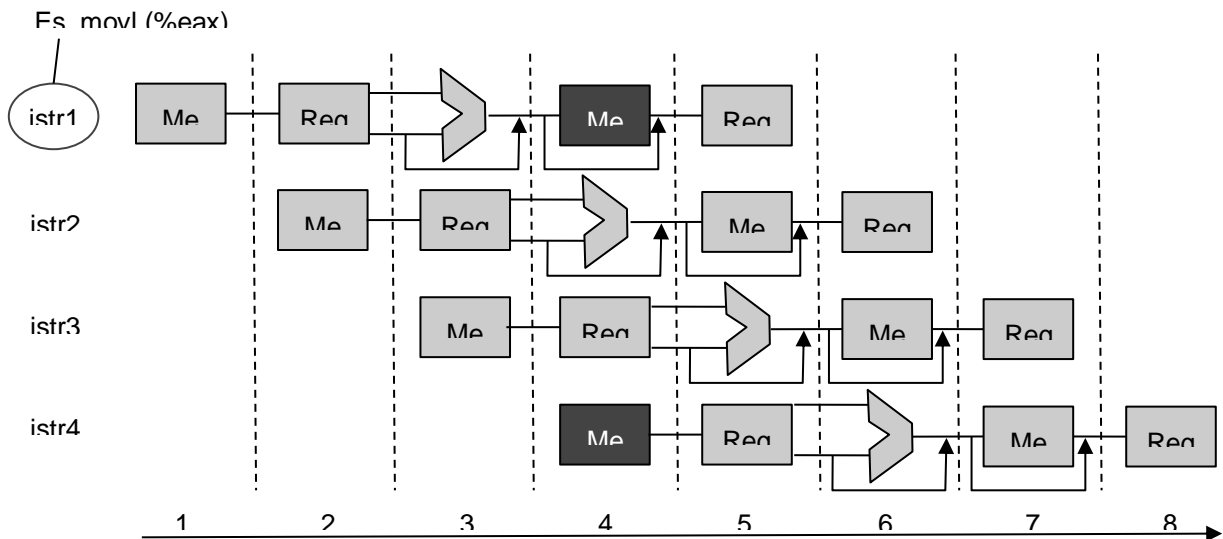 Es. movl (%eax)
istr1 Me Reg Me Reg
istr2 Me Reg Me Reg
istr3 Me Reg Me Reg
istr4 Me Reg Me Reg
1 2 3 4 5 6 7 8